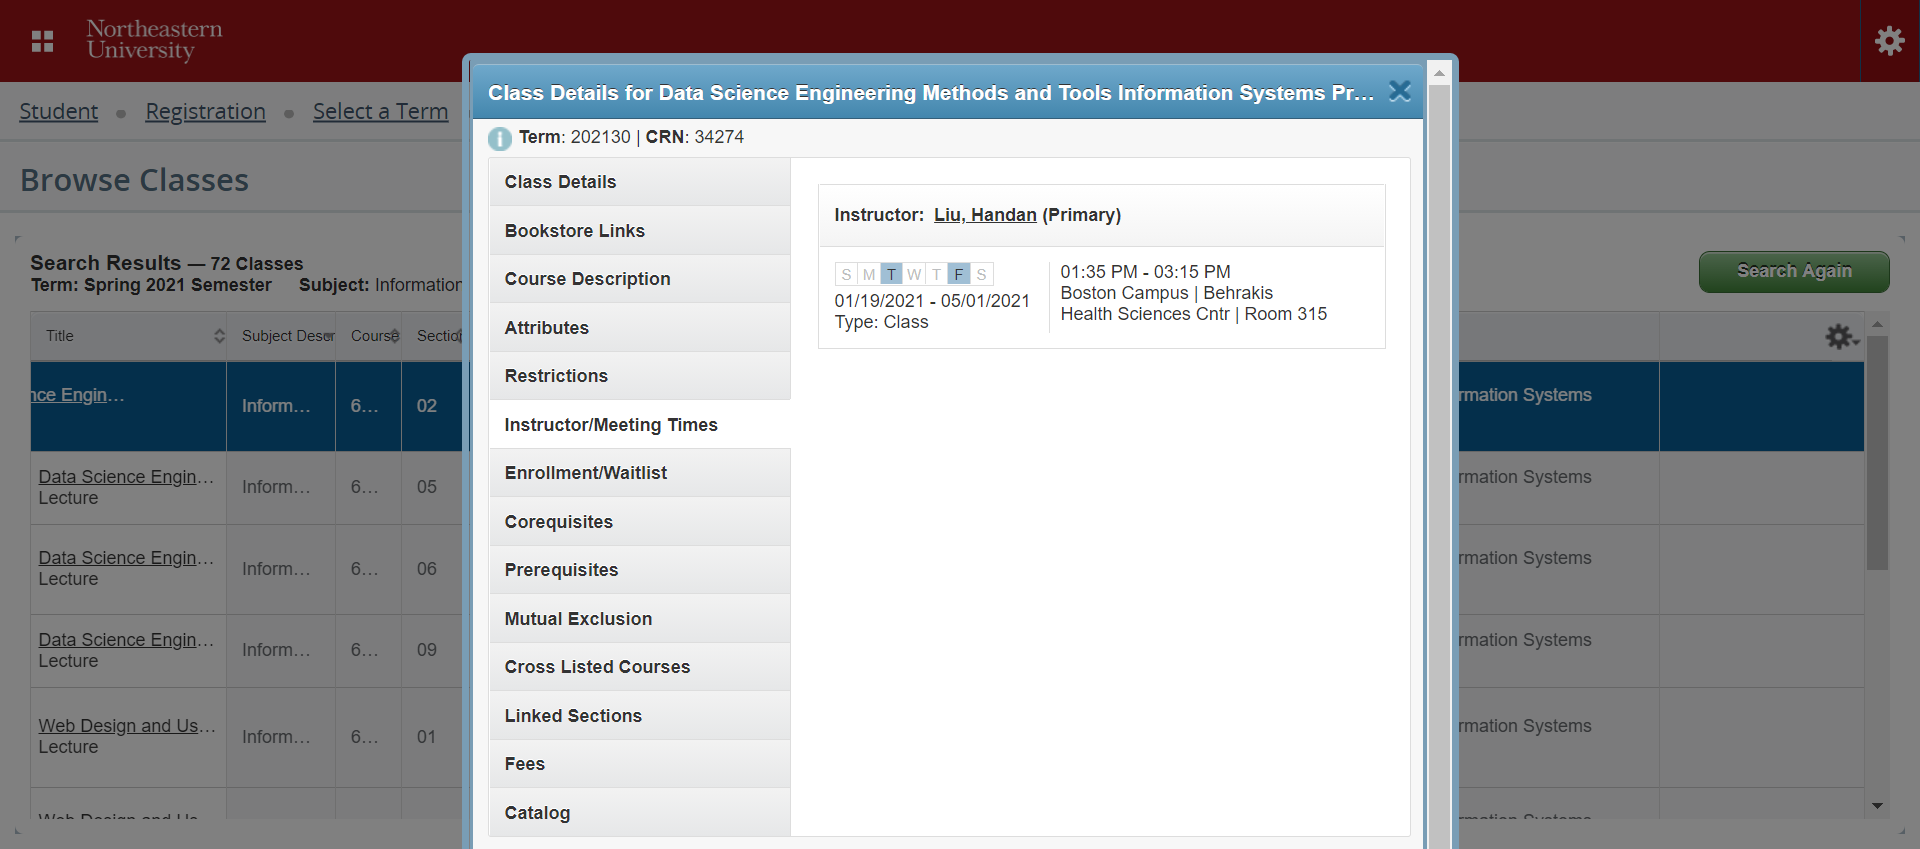 Northeastern
University
Student
Registration
Select a Term
Browse Classes
Search Results — 72 Classes
Term: Spring 2021 Semester Subject: Information
Search Again
Title
Subject Descr
Course
Sectio
nce Engin…
Inform…
6…
02
rmation Systems
Data Science Engin…
Lecture
Inform…
6…
05
rmation Systems
Data Science Engin…
Lecture
Inform…
6…
06
rmation Systems
Data Science Engin…
Lecture
Inform…
6…
09
rmation Systems
Web Design and Us…
Lecture
Inform…
6…
01
rmation Systems
Web Design and Us…
rmation Systems
Class Details for Data Science Engineering Methods and Tools Information Systems Pr...
Term: 202130 | CRN: 34274
Class Details
Bookstore Links
Course Description
Attributes
Restrictions
Instructor/Meeting Times
Enrollment/Waitlist
Corequisites
Prerequisites
Mutual Exclusion
Cross Listed Courses
Linked Sections
Fees
Catalog
Instructor: Liu, Handan (Primary)
S M T W T F S
01/19/2021 - 05/01/2021
Type: Class
01:35 PM - 03:15 PM
Boston Campus | Behrakis
Health Sciences Cntr | Room 315